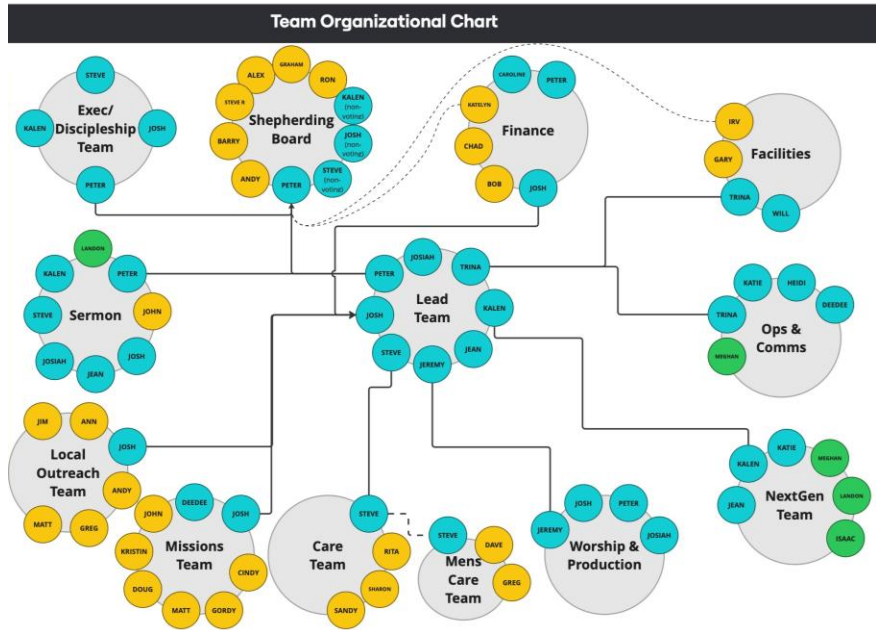 Team Organizational Chart
STEVE
KALEN
Exec/
Discipleship
Team
JOSH
PETER
GRAHAM
ALEX
RON
STEVE R
KALEN
(non-
voting)
Shepherding
Board
BARRY
JOSH
(non-
voting)
ANDY
PETER
STEVE
(non-
voting)
CAROLINE
PETER
KATELYN
Finance
CHAD
BOB
JOSH
IRV
Facilities
GARY
TRINA
WILL
LANDON
KALEN
PETER
STEVE
Sermon
JOHN
JOSIAH
JEAN
JOSH
JOSIAH
PETER
TRINA
Lead
Team
JOSH
KALEN
STEVE
JEREMY
JEAN
KATIE
HEIDI
DEEDEE
TRINA
Ops &
Comms
MEGHAN
JIM
ANN
JOSH
Local
Outreach
Team
ANDY
MATT
GREG
JOHN
DEEDEE
JOSH
KRISTIN
Missions
Team
CINDY
DOUG
MATT
GORDY
STEVE
Care
Team
RITA
SHARON
SANDY
STEVE
DAVE
Mens
Care
Team
GREG
JOSH
PETER
JEREMY
JOSIAH
Worship &
Production
KATIE
MEGHAN
KALEN
JEAN
NextGen
Team
LANDON
ISAAC